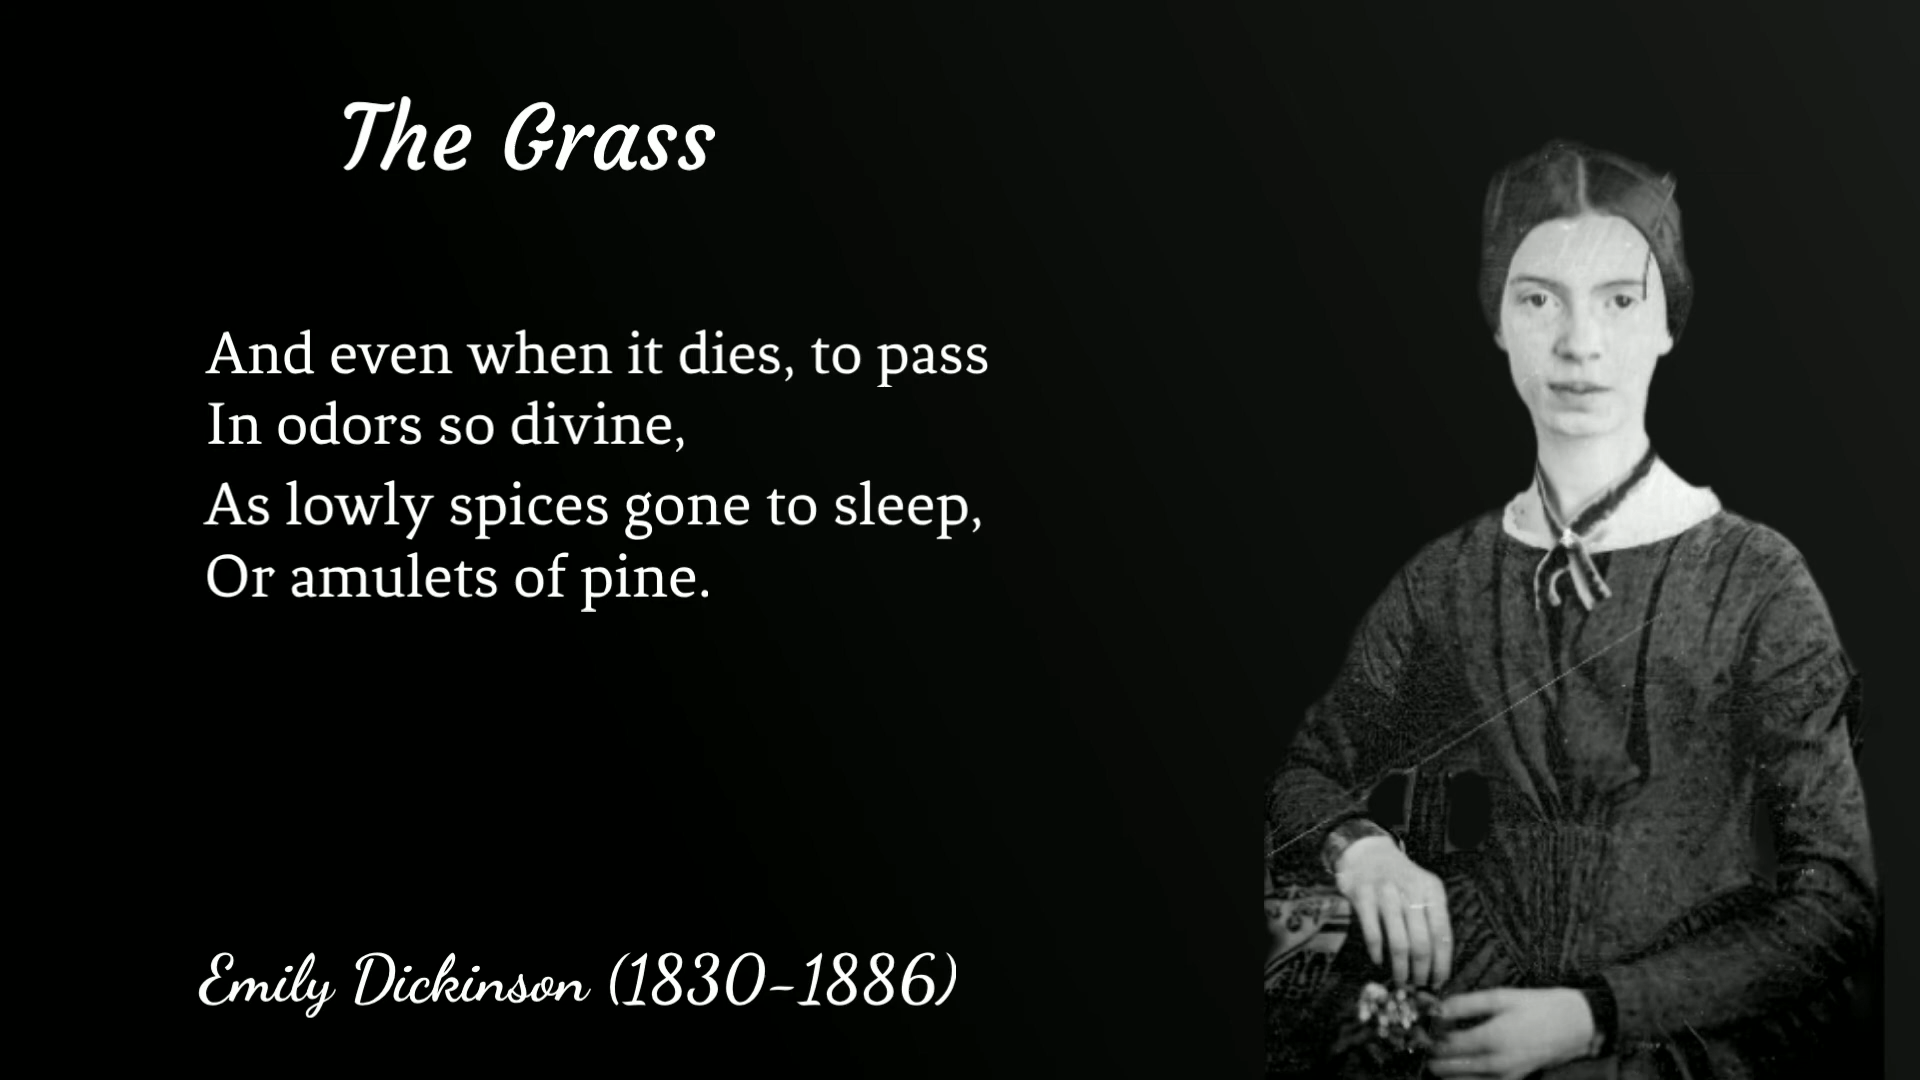 The Grass
And even when it dies, to pass
In odors so divine,
As lowly spices gone to sleep,
Or amulets of pine.
Emily Dickinson (1830-1886)